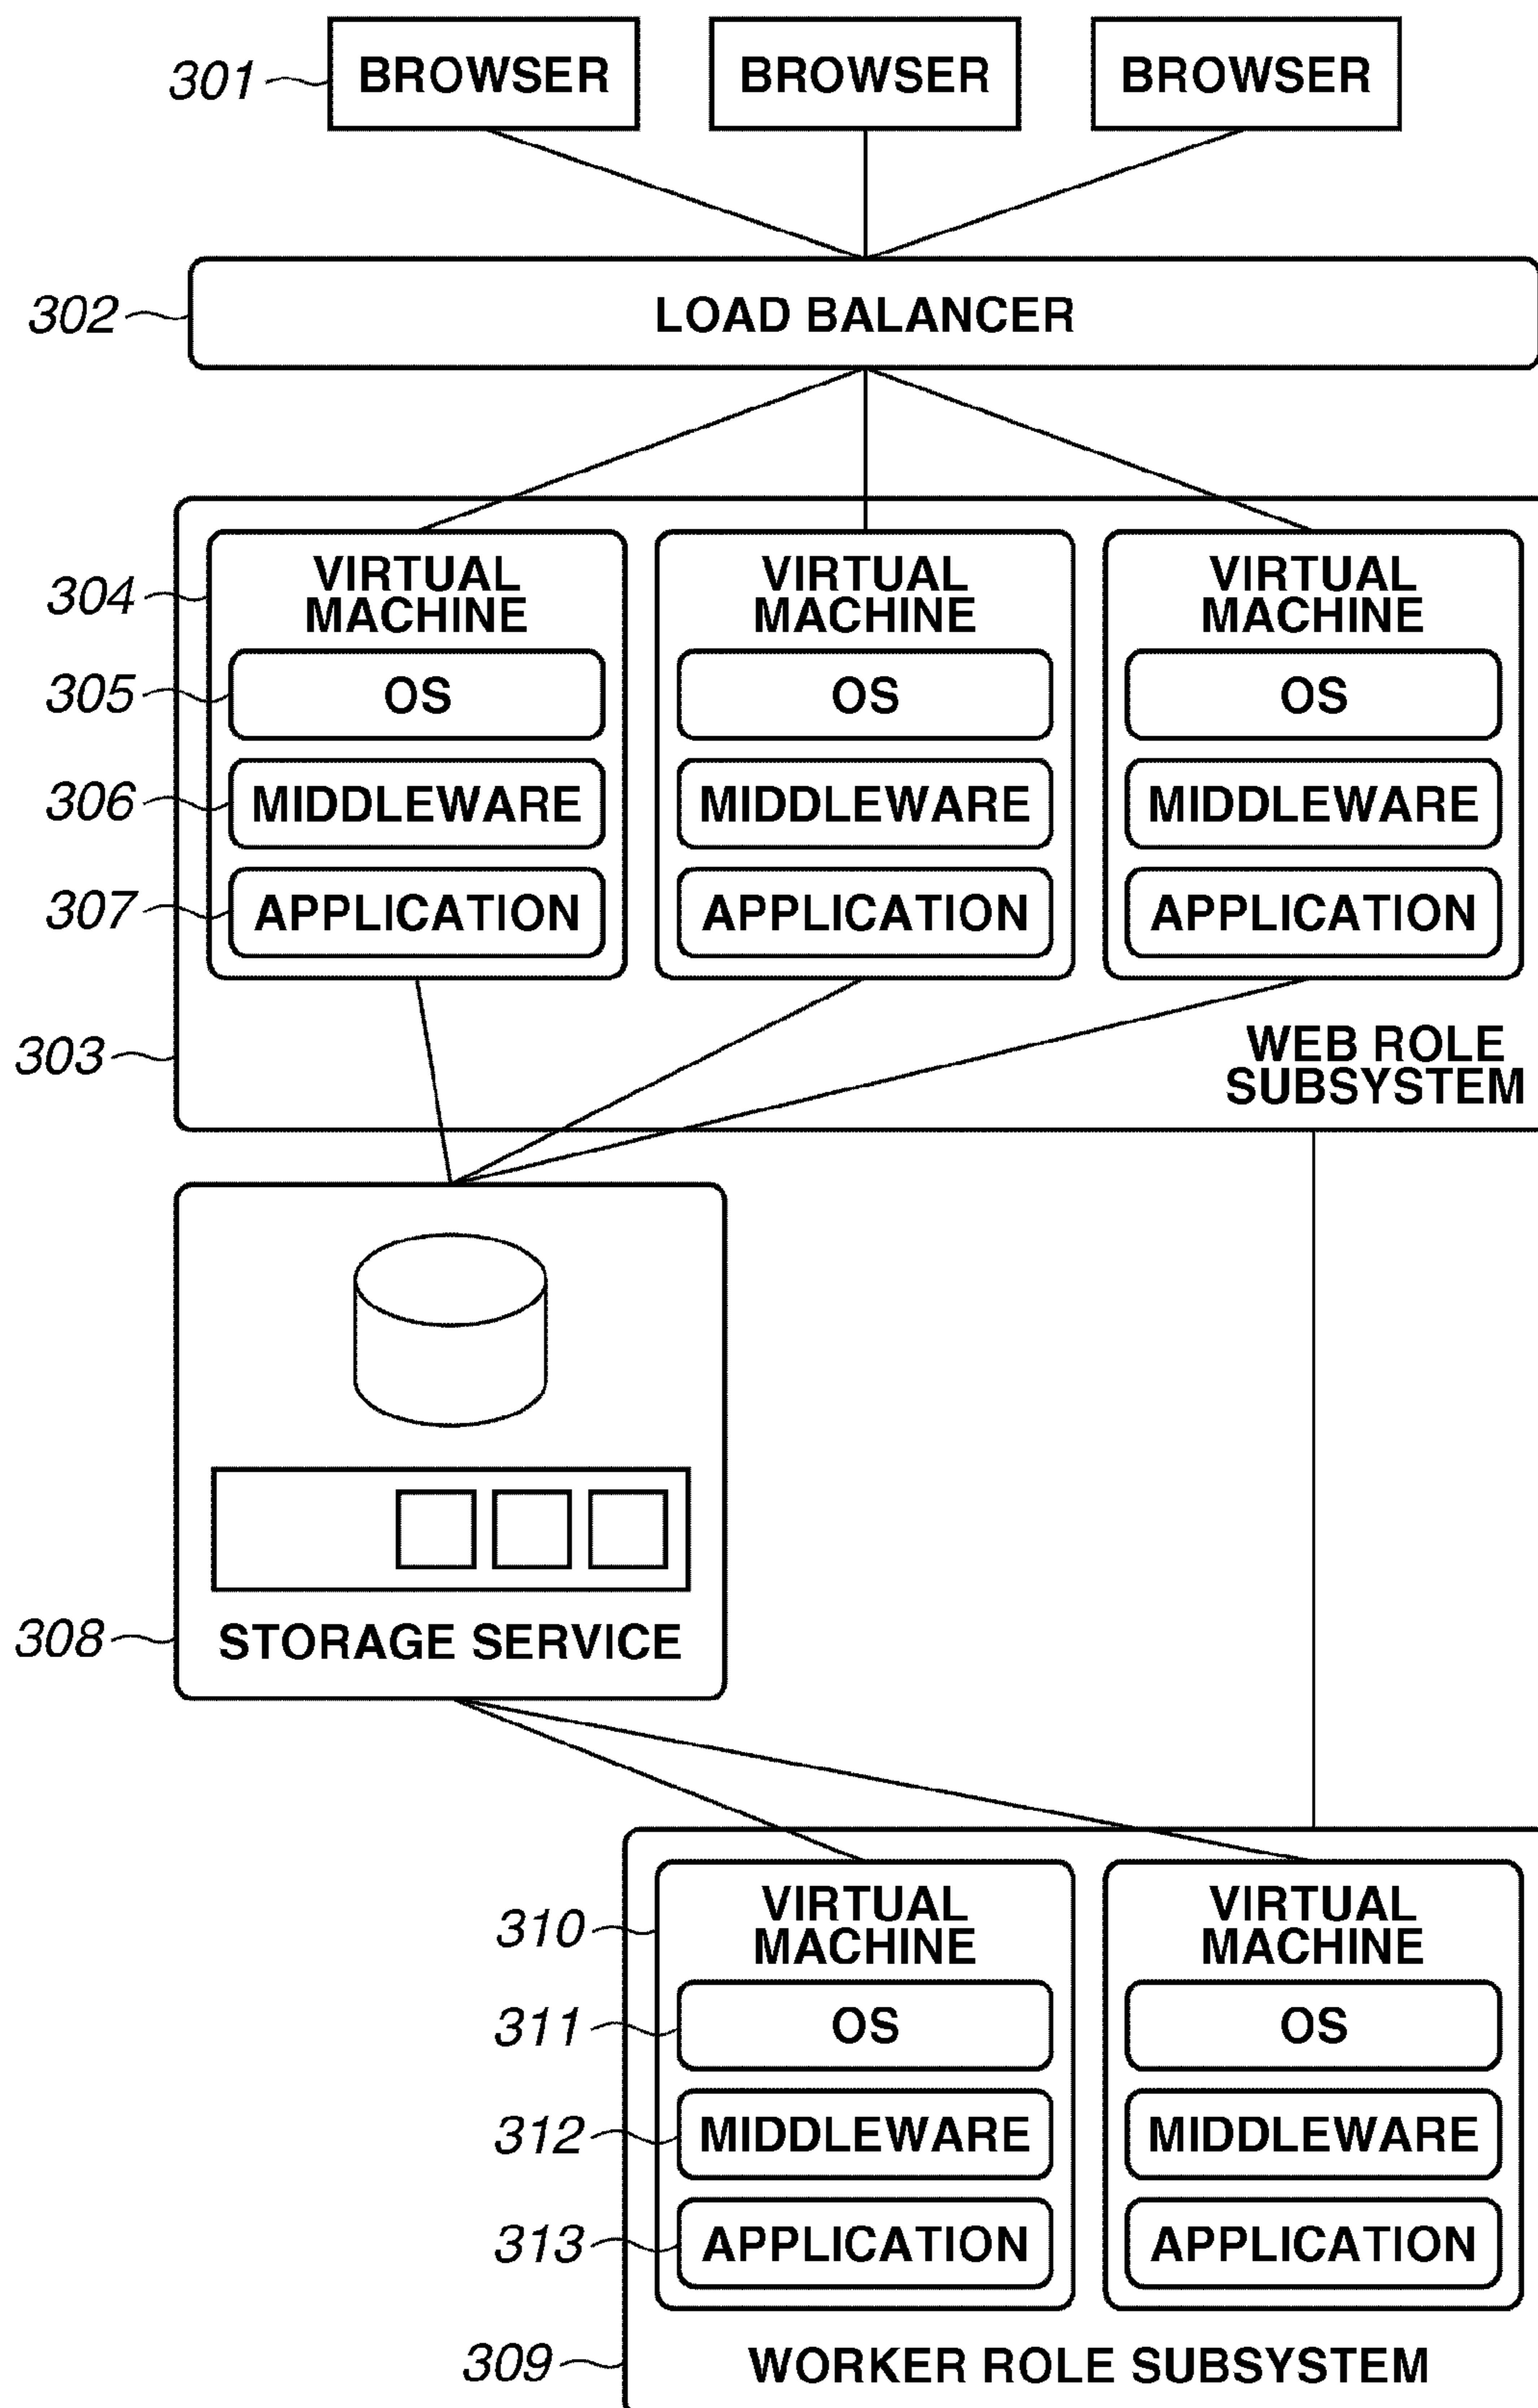 301 BROWSER BROWSER BROWSER
302 LOAD BALANCER
VIRTUAL VIRTUAL VIRTUAL
304 MACHINE MACHINE MACHINE
305 OS OS OS
306 MIDDLEWARE MIDDLEWARE MIDDLEWARE
307 APPLICATION APPLICATION APPLICATION
303 WEB ROLE
SUBSYSTEM
308 STORAGE SERVICE
VIRTUAL VIRTUAL
310 MACHINE MACHINE
311 OS OS
312 MIDDLEWARE MIDDLEWARE
313 APPLICATION APPLICATION
309 WORKER ROLE SUBSYSTEM